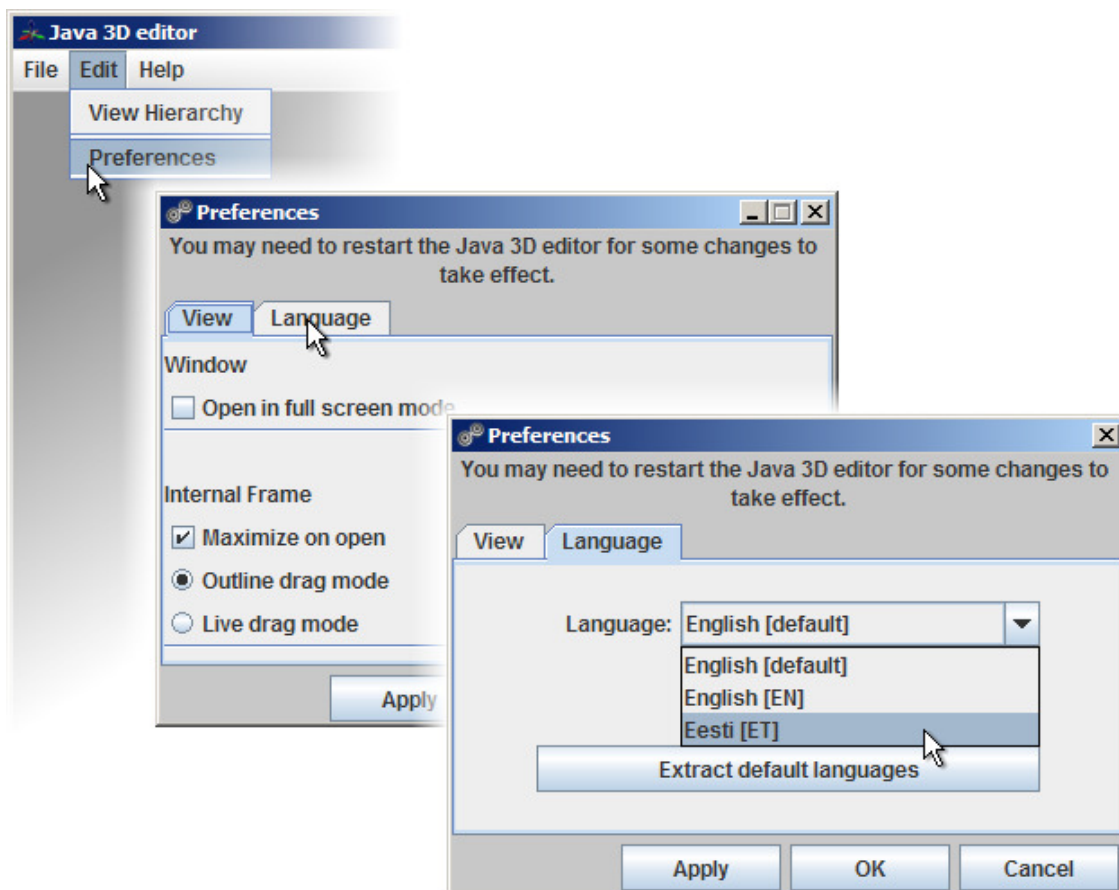 Java 3D editor
File Edit Help
View Hierarchy
Preferences
Preferences
You may need to restart the Java 3D editor for some changes to
take effect.
View Language
Window
Open in full screen mode
Internal Frame
Maximize on open
Outline drag mode
Live drag mode
Apply
Preferences
You may need to restart the Java 3D editor for some changes to
take effect.
View Language
Language: English [default]
English [default]
English [EN]
Eesti [ET]
Extract default languages
Apply OK Cancel